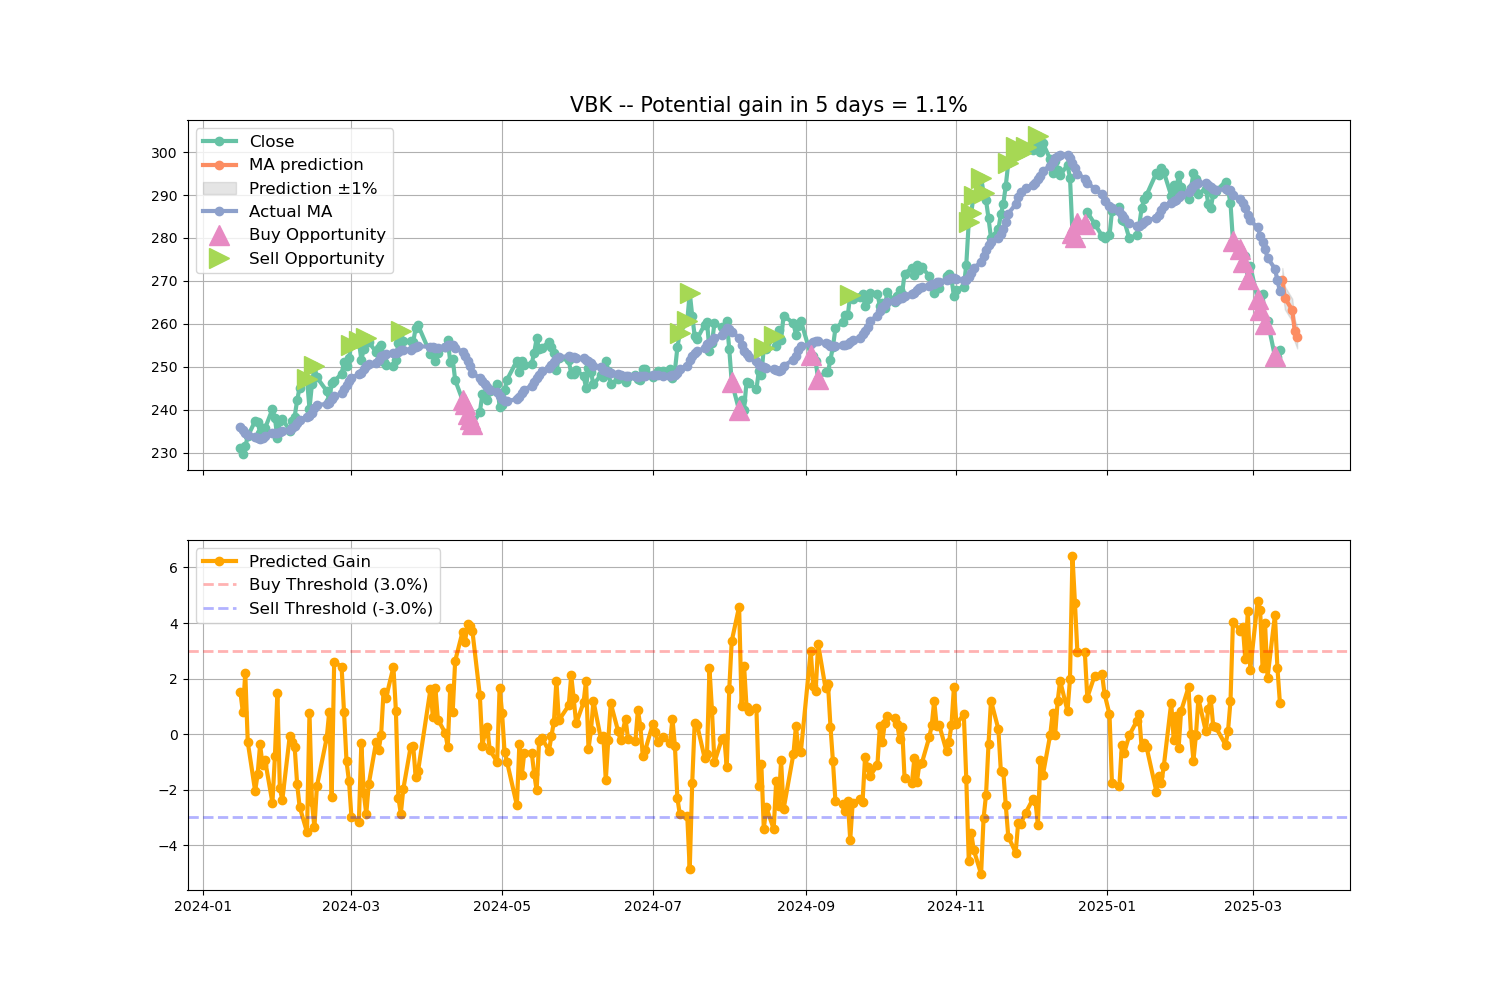 VBK -- Potential gain in 5 days = 1.1%
Close
MA prediction
Prediction ±1%
Actual MA
Buy Opportunity
Sell Opportunity
300
290
280
270
260
250
240
230
Predicted Gain
Buy Threshold (3.0%)
Sell Threshold (-3.0%)
6
4
2
0
−2
−4
2024-01 2024-03 2024-05 2024-07 2024-09 2024-11 2025-01 2025-03